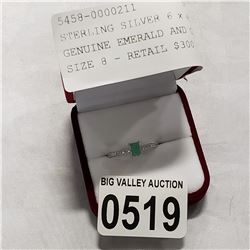 5458-0000211
STERLING SILVER 6 x
GENUINE EMERALD AND
SIZE 8 - RETAIL $300
BIG VALLEY AUCTION
0519